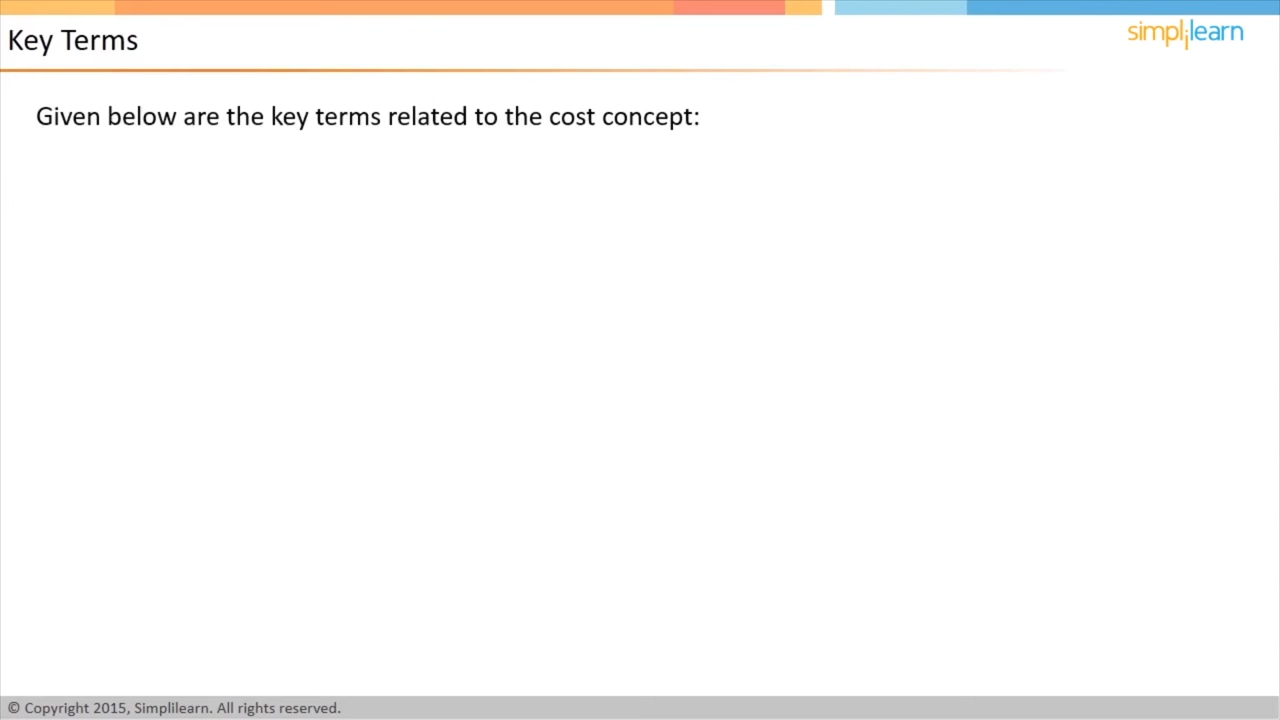 Key Terms
simplilearn
Given below are the key terms related to the cost concept:
© Copyright 2015, Simplilearn. All rights reserved.